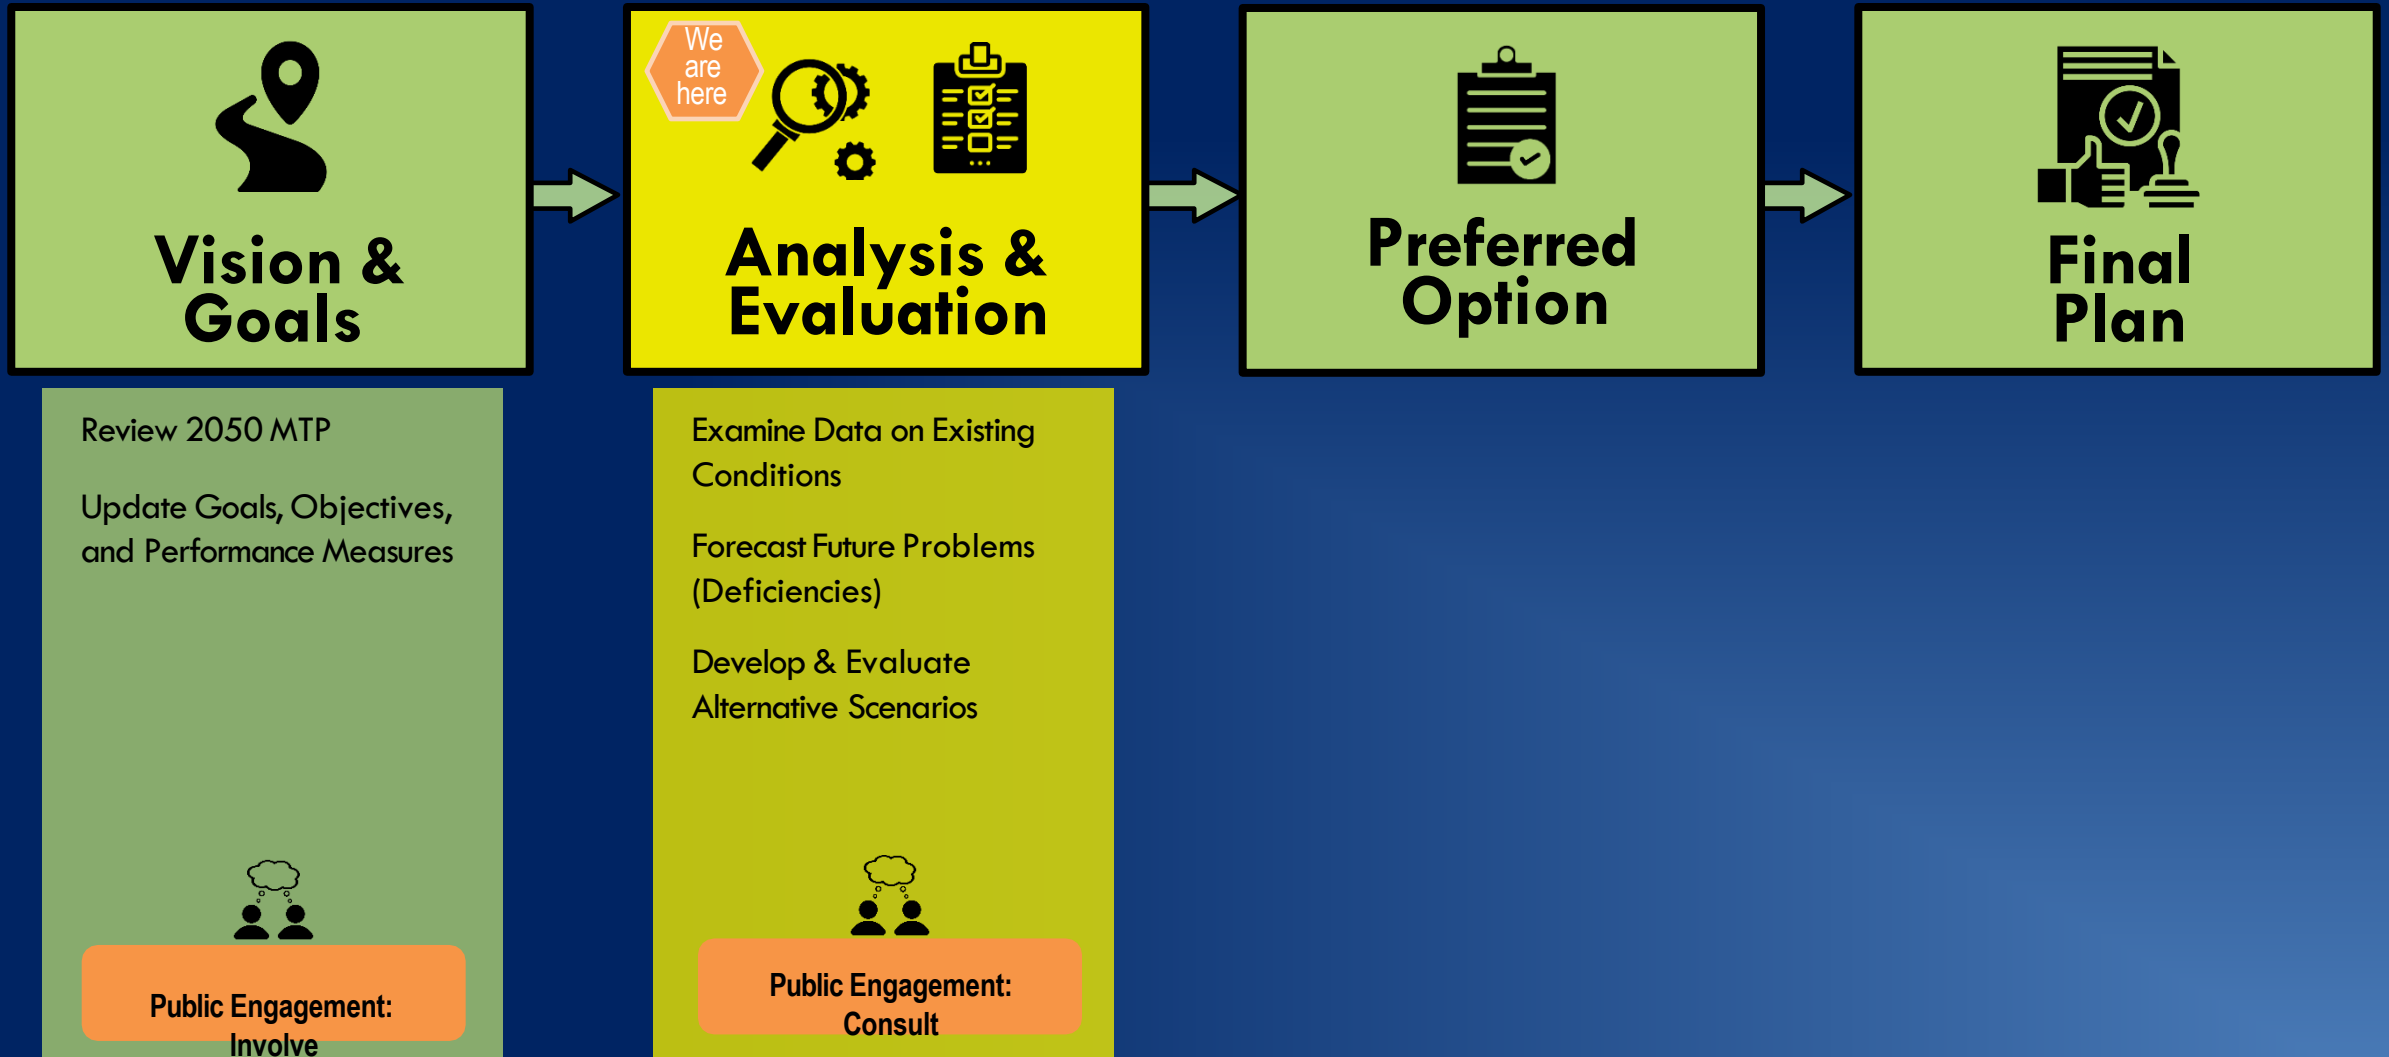 We
are
here
Vision &
Goals
Analysis &
Evaluation
Preferred
Option
Final
Plan
Review 2050 MTP
Update Goals, Objectives,
and Performance Measures
Public Engagement:
Involve
Examine Data on Existing
Conditions
Forecast Future Problems
(Deficiencies)
Develop & Evaluate
Alternative Scenarios
Public Engagement:
Consult